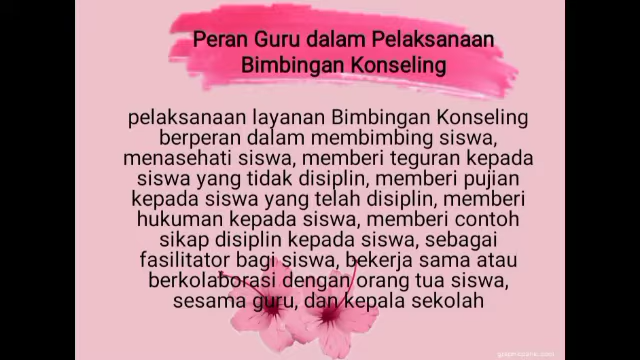 Peran Guru dalam Pelaksanaan
Bimbingan Konseling
pelaksanaan layanan Bimbingan Konseling
berperan dalam membimbing siswa,
menasehati siswa, memberi teguran kepada
siswa yang tidak disiplin, memberi pujian
kepada siswa yang telah disiplin, memberi
hukuman kepada siswa, memberi contoh
sikap disiplin kepada siswa, sebagai
fasilitator bagi siswa, bekerja sama atau
berkolaborasi dengan orang tua siswa,
sesama guru, dan kepala sekolah